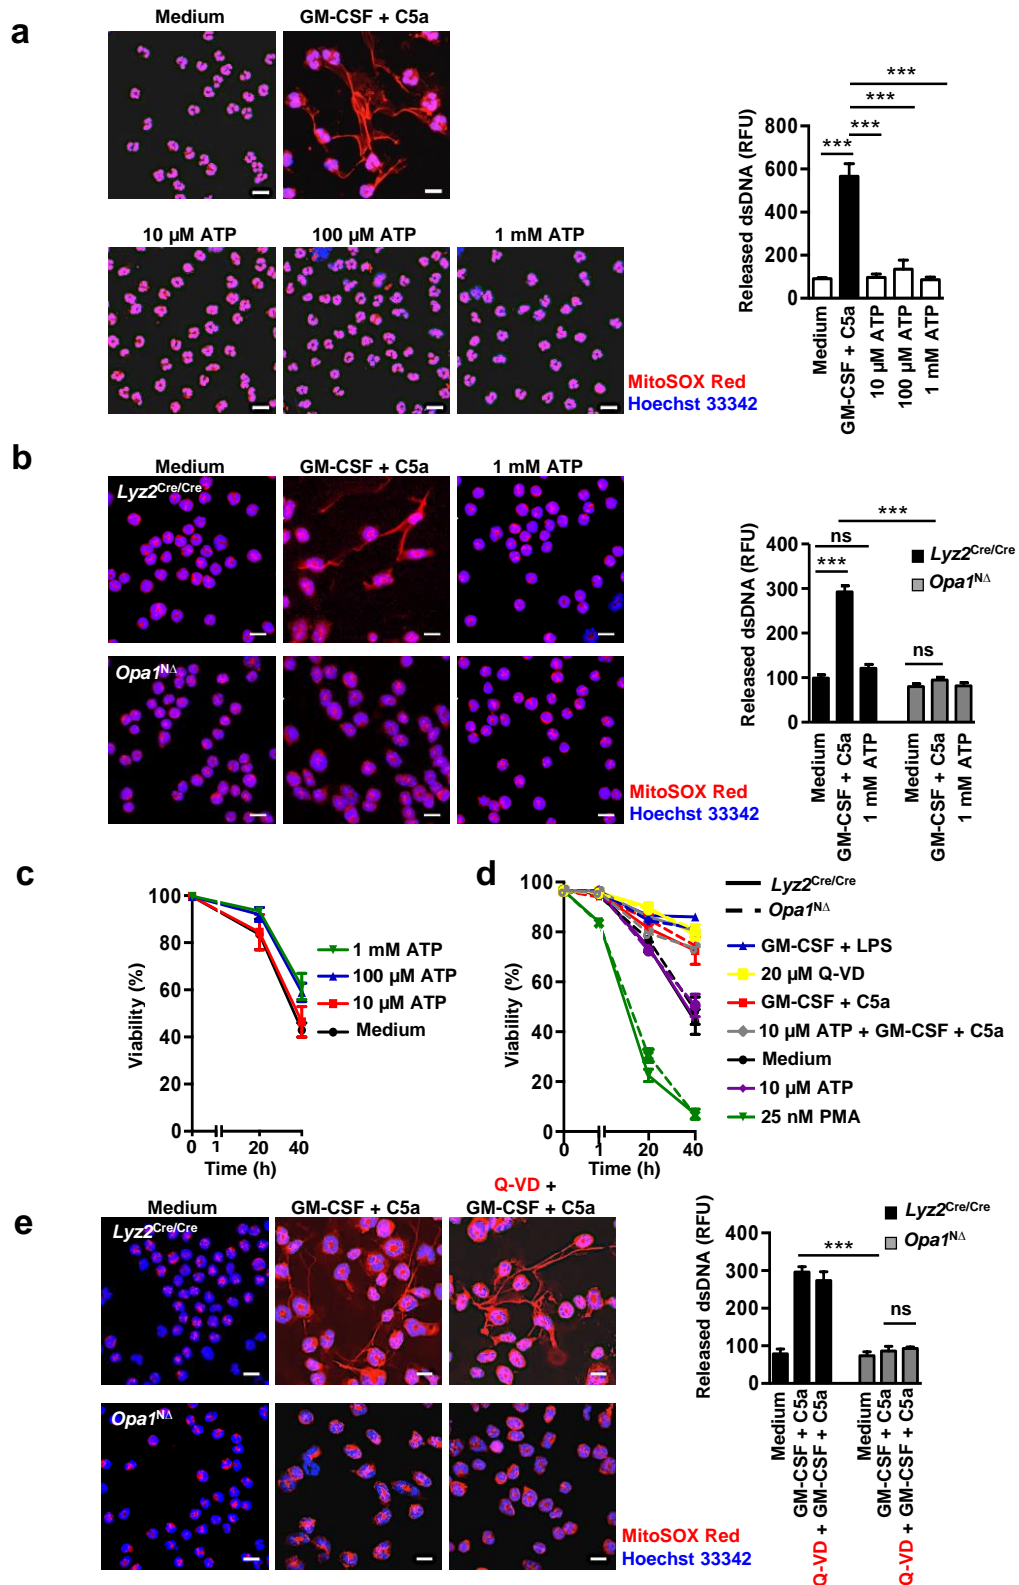 a
Medium
GM-CSF + C5a
10 µM ATP
100 µM ATP
1 mM ATP
MitoSOX Red
Hoechst 33342
Released dsDNA (RFU)
800
600
400
200
0
***
***
***
***
Medium
GM-CSF + C5a
10 µM ATP
100 µM ATP
1 mM ATP
b
Medium
GM-CSF + C5a
1 mM ATP
Lyz2Cre/Cre
Opa1NΔ
MitoSOX Red
Hoechst 33342
Released dsDNA (RFU)
400
300
200
100
0
***
ns
***
ns
Lyz2Cre/Cre
Opa1NΔ
Medium
GM-CSF + C5a
1 mM ATP
Medium
GM-CSF + C5a
1 mM ATP
c
Viability (%)
100
80
60
40
20
0
0 1 20 40
Time (h)
1 mM ATP
100 µM ATP
10 µM ATP
Medium
d
Viability (%)
100
80
60
40
20
0
0 1 20 40
Time (h)
Lyz2Cre/Cre
Opa1NΔ
GM-CSF + LPS
20 µM Q-VD
GM-CSF + C5a
10 µM ATP + GM-CSF + C5a
Medium
10 µM ATP
25 nM PMA
e
Medium
GM-CSF + C5a
Q-VD +
GM-CSF + C5a
Lyz2Cre/Cre
Opa1NΔ
MitoSOX Red
Hoechst 33342
Released dsDNA (RFU)
400
300
200
100
0
***
ns
Lyz2Cre/Cre
Opa1NΔ
Medium
GM-CSF + C5a
Q-VD + GM-CSF + C5a
Medium
GM-CSF + C5a
Q-VD + GM-CSF + C5a